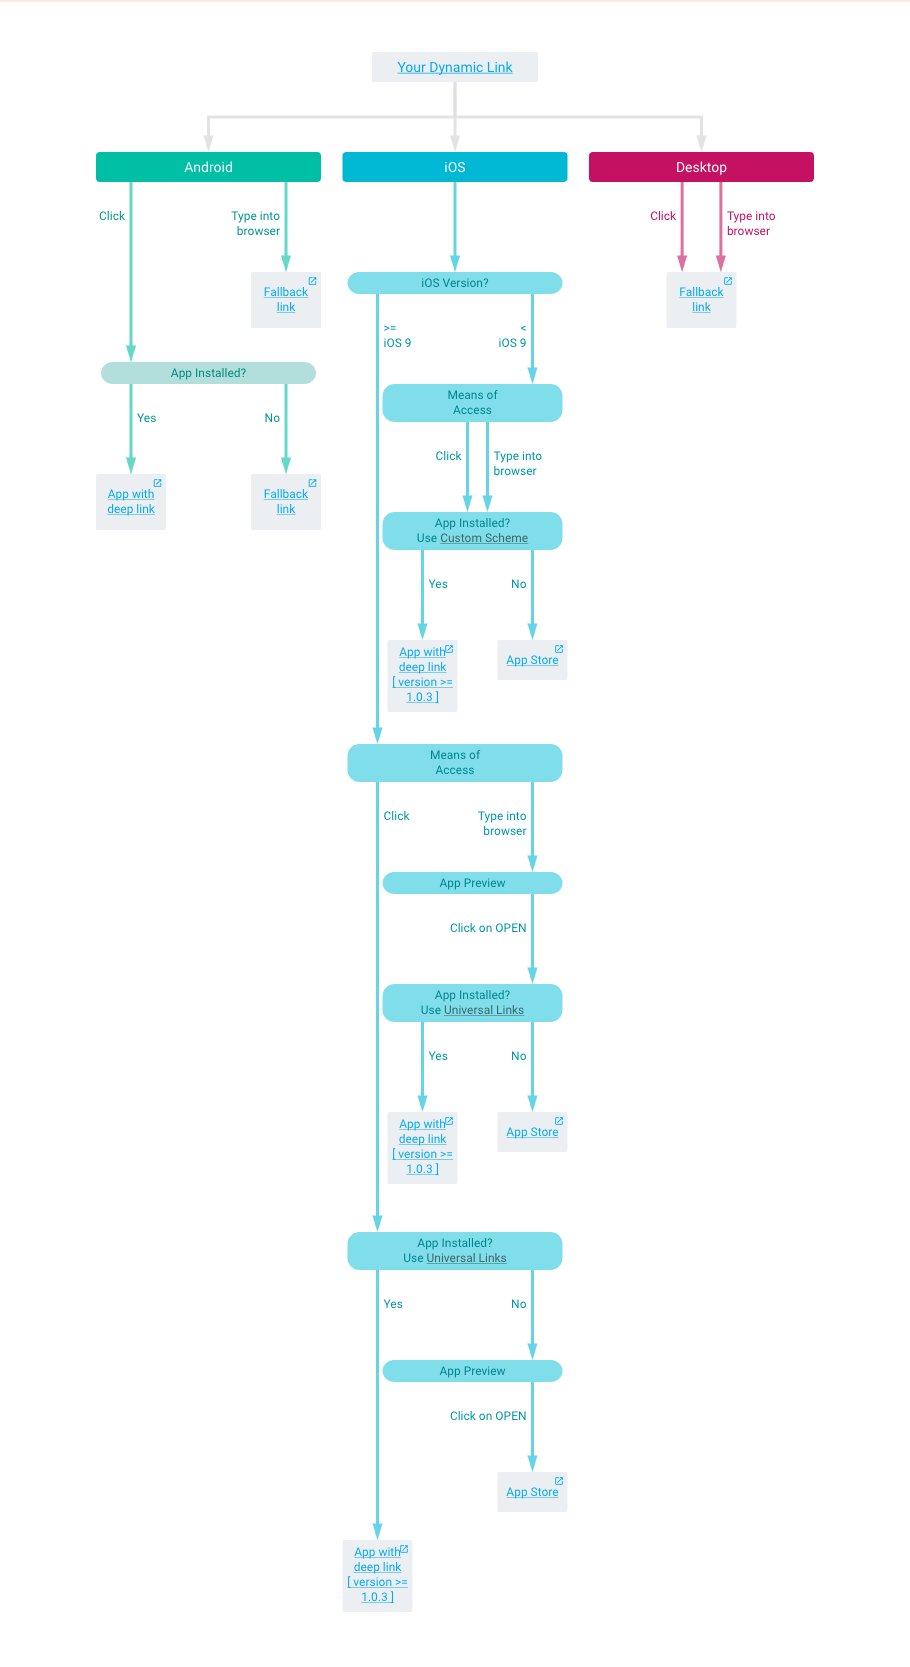 Your Dynamic Link
Android
iOS
Desktop
Click
Type into
browser
Click
Type into
browser
Fallback
link
iOS Version?
Fallback
link
>=
iOS 9
<
iOS 9
App Installed?
Means of
Access
Yes
No
Click
Type into
browser
App with
deep link
Fallback
link
App Installed?
Use Custom Scheme
Yes
No
App with
deep link
[ version >=
1.0.3 ]
App Store
Means of
Access
Click
Type into
browser
App Preview
Click on OPEN
App Installed?
Use Universal Links
Yes
No
App with
deep link
[ version >=
1.0.3 ]
App Store
App Installed?
Use Universal Links
Yes
No
App Preview
Click on OPEN
App Store
App with
deep link
[ version >=
1.0.3 ]